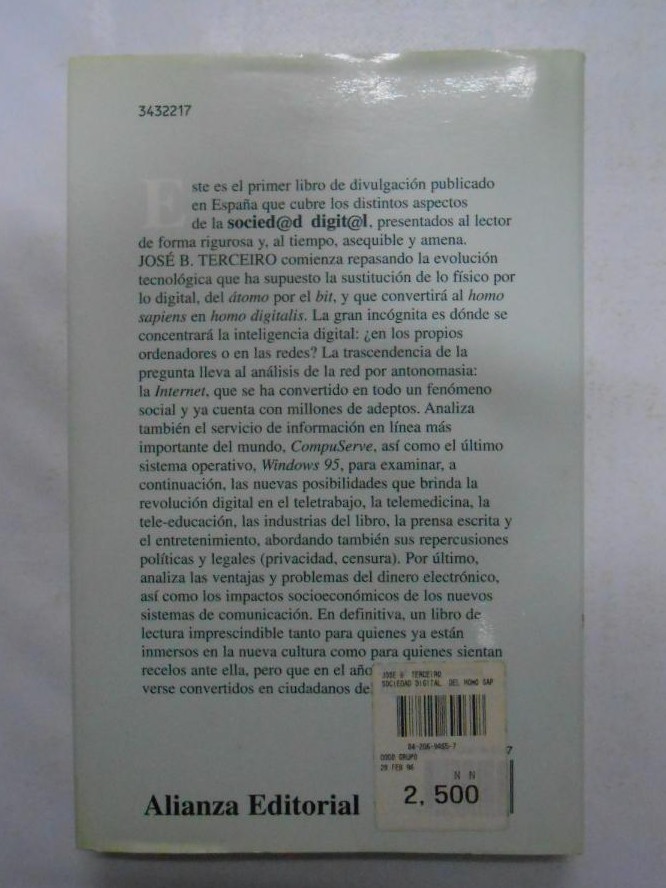 3432217
Este es el primer libro de divulgación publicado
en España que cubre los distintos aspectos
de la socied@d digit@l, presentados al lector
de forma rigurosa y, al tiempo, asequible y amena.
JOSÉ B. TERCEIRO comienza repasando la evolución
tecnológica que ha supuesto la sustitución de lo físico por
lo digital, del átomo por el bit, y que convertirá al homo
sapiens en homo digitalis. La gran incógnita es dónde se
concentrará la inteligencia digital: ¿en los propios
ordenadores o en las redes? La trascendencia de la
pregunta lleva al análisis de la red por antonomasia:
la Internet, que se ha convertido en todo un fenómeno
social y ya cuenta con millones de adeptos. Analiza
también el servicio de información en línea más
importante del mundo, CompuServe, así como el último
sistema operativo, Windows 95, para examinar, a
continuación, las nuevas posibilidades que brinda la
revolución digital en el teletrabajo, la telemedicina, la
tele-educación, las industrias del libro, la prensa escrita y
el entretenimiento, abordando también sus repercusiones
políticas y legales (privacidad, censura). Por último,
analiza las ventajas y problemas del dinero electrónico,
así como los impactos socioeconómicos de los nuevos
sistemas de comunicación. En definitiva, un libro de
lectura imprescindible tanto para quienes ya están
inmersos en la nueva cultura como para quienes sientan
recelos ante ella, pero que en el año
verse convertidos en ciudadanos de
JOSE B TERCEIRO
SOCIEDAD DIGITAL. DEL HOMO SAP
84-206-9465-7
GRUPO
28 FEB 96
7
N N
2,500
Alianza Editorial